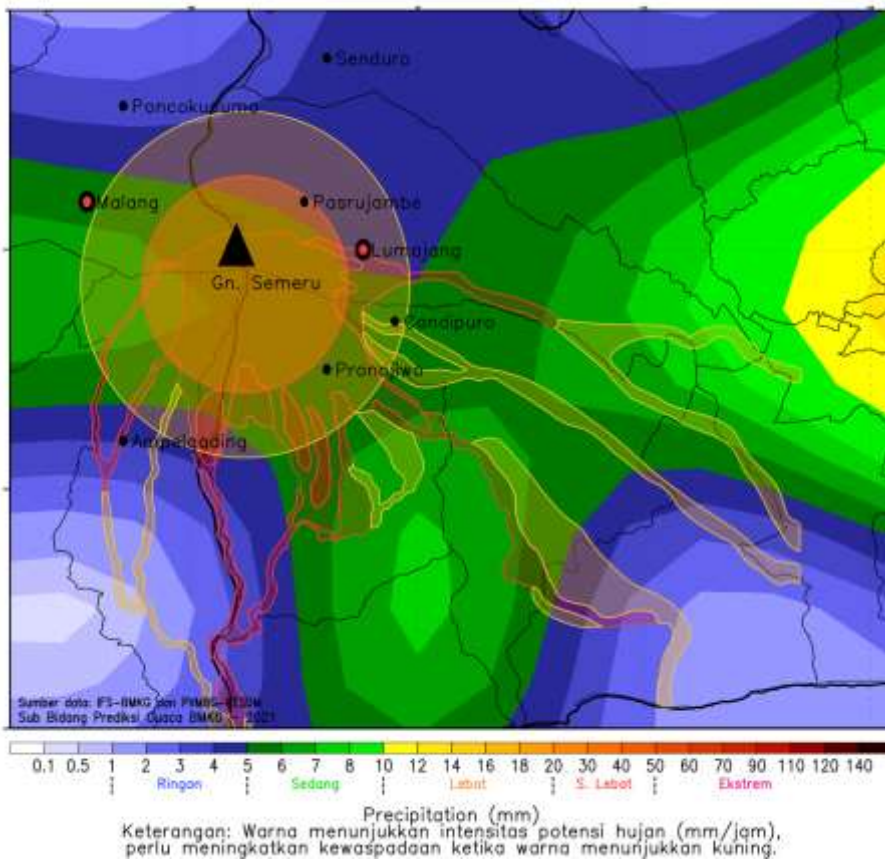 Senduro
Poncokusumo
Malang
Pasrujambe
Lumajang
Gn. Semeru
Candipuro
Pronojiwo
Ampelgading
Sumber data: IFS-BMKG dan PVMBG-KESDM
Sub Bidang Prediksi Cuaca BMKG - 2021
0.1 0.5 1 2 3 4 5 6 7 8 10 12 14 16 18 20 30 40 50 60 70 90 110 120 140
Ringan Sedang Lebat S. Lebat Ekstrem
Precipitation (mm)
Keterangan: Warna menunjukkan intensitas potensi hujan (mm/jam),
perlu meningkatkan kewaspadaan ketika warna menunjukkan kuning.